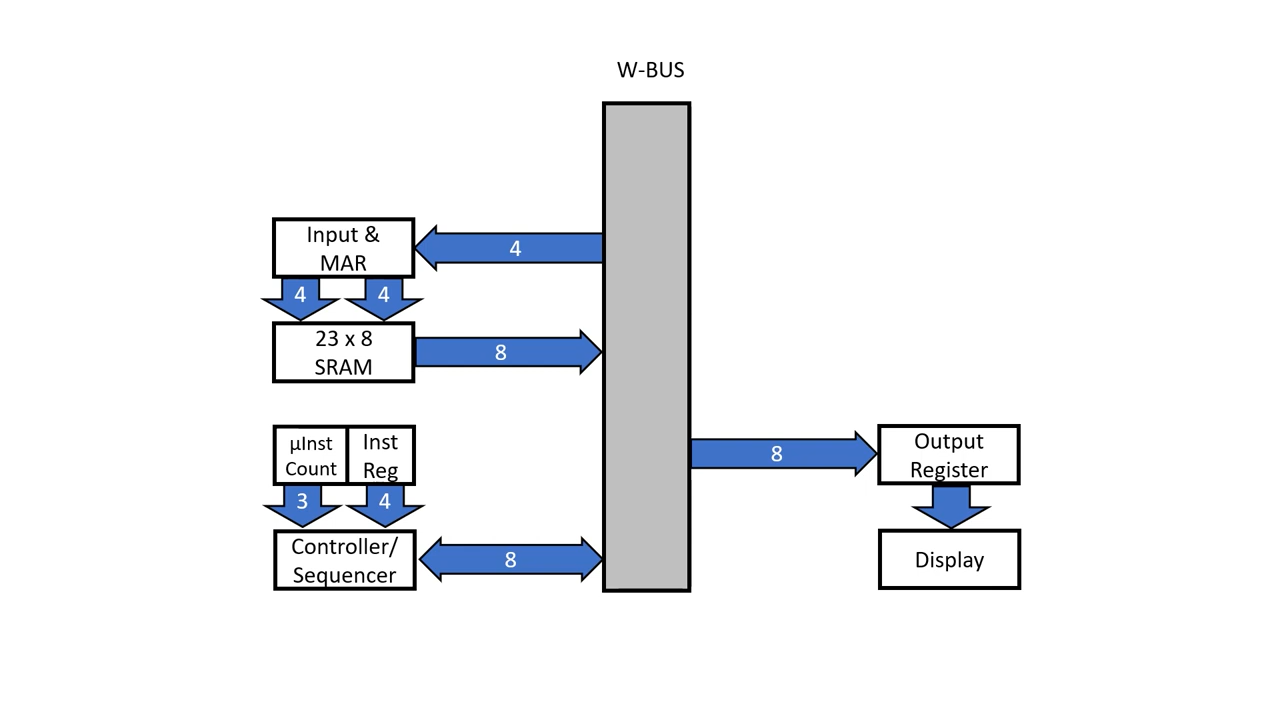 W-BUS
Input &
MAR
4
4
4
23 x 8
SRAM
8
µInst
Count
Inst
Reg
3
4
Controller/
Sequencer
8
8
Output
Register
Display